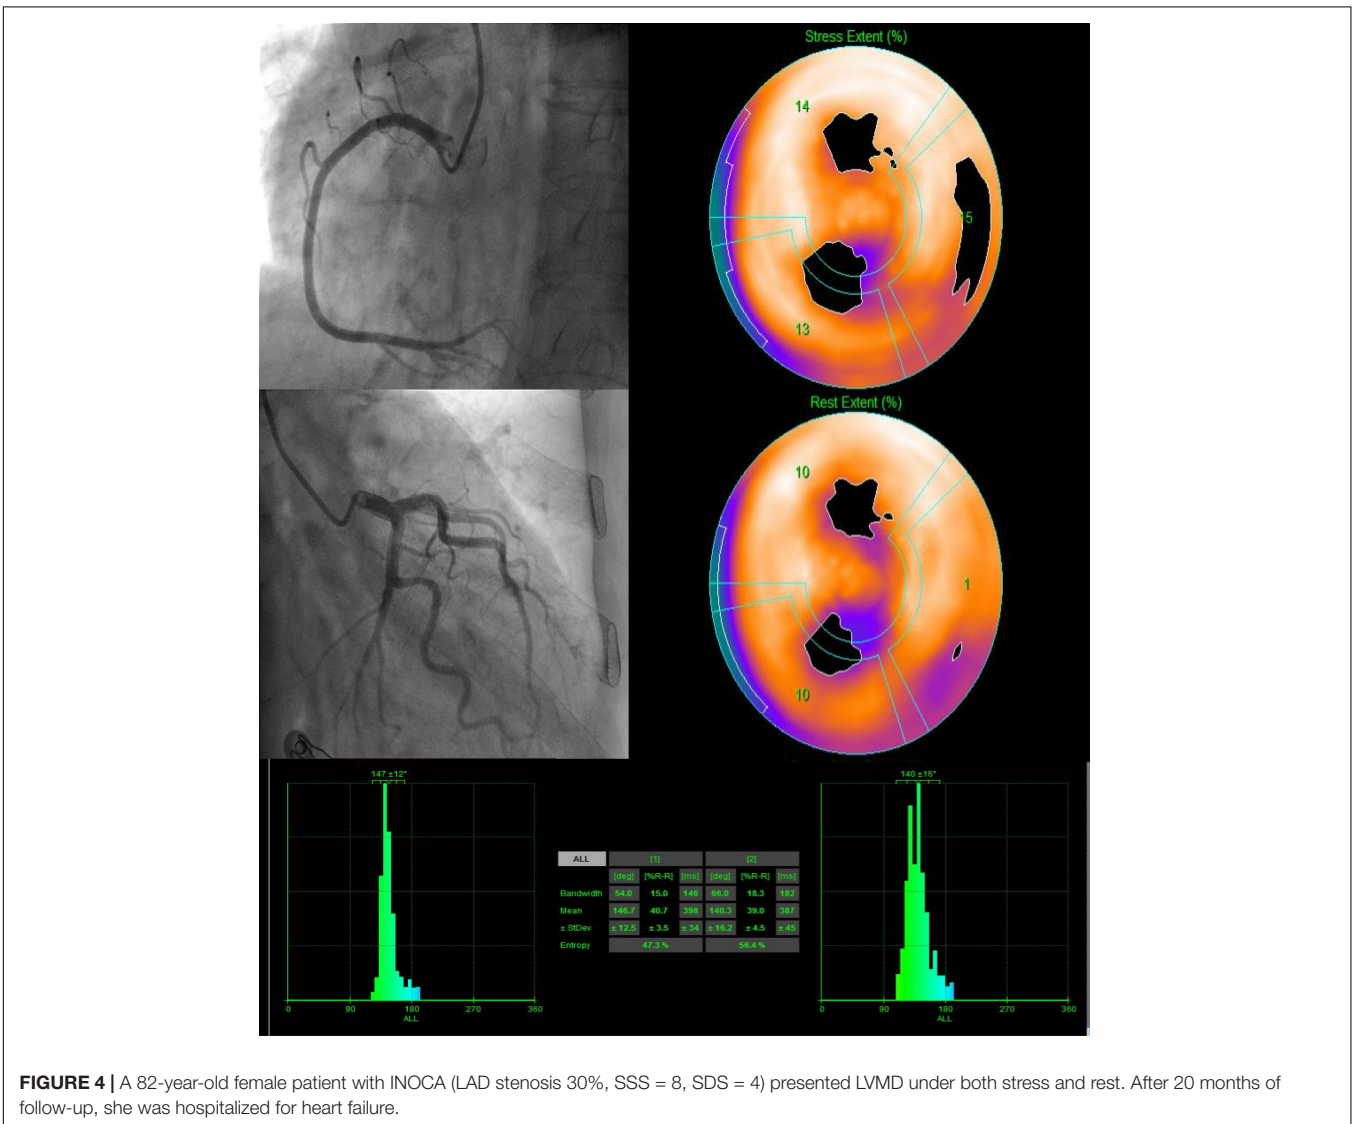 Stress Extent (%)
14
15
13
Rest Extent (%)
10
1
10
147 ±12°
140 ±16°
ALL [1] [2]
[deg] [%R-R] [ms] [deg] [%R-R] [ms]
Bandwidth 54.0 15.0 146 66.0 18.3 182
Mean 146.7 40.7 398 140.3 39.0 387
± StDev ± 12.5 ± 3.5 ± 34 ± 16.2 ± 4.5 ± 45
Entropy 47.3 % 56.4 %
0 90 180 270 360
ALL
0 90 180 270 360
ALL
FIGURE 4 | A 82-year-old female patient with INOCA (LAD stenosis 30%, SSS = 8, SDS = 4) presented LVMD under both stress and rest. After 20 months of
follow-up, she was hospitalized for heart failure.